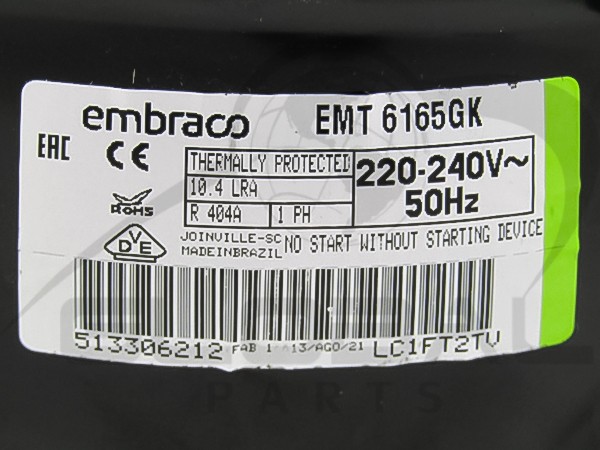 embraco EMT 6165GK
EAC CE
THERMALLY PROTECTED
10.4 LRA
R 404A 1 PH
220-240V~
50Hz
RoHS
VDE
JOINVILLE-SC
MADEINBRAZIL
NO START WITHOUT STARTING DEVICE
513306212 FAB 1 13/AGO/21 LC1FT2TV
PARTS